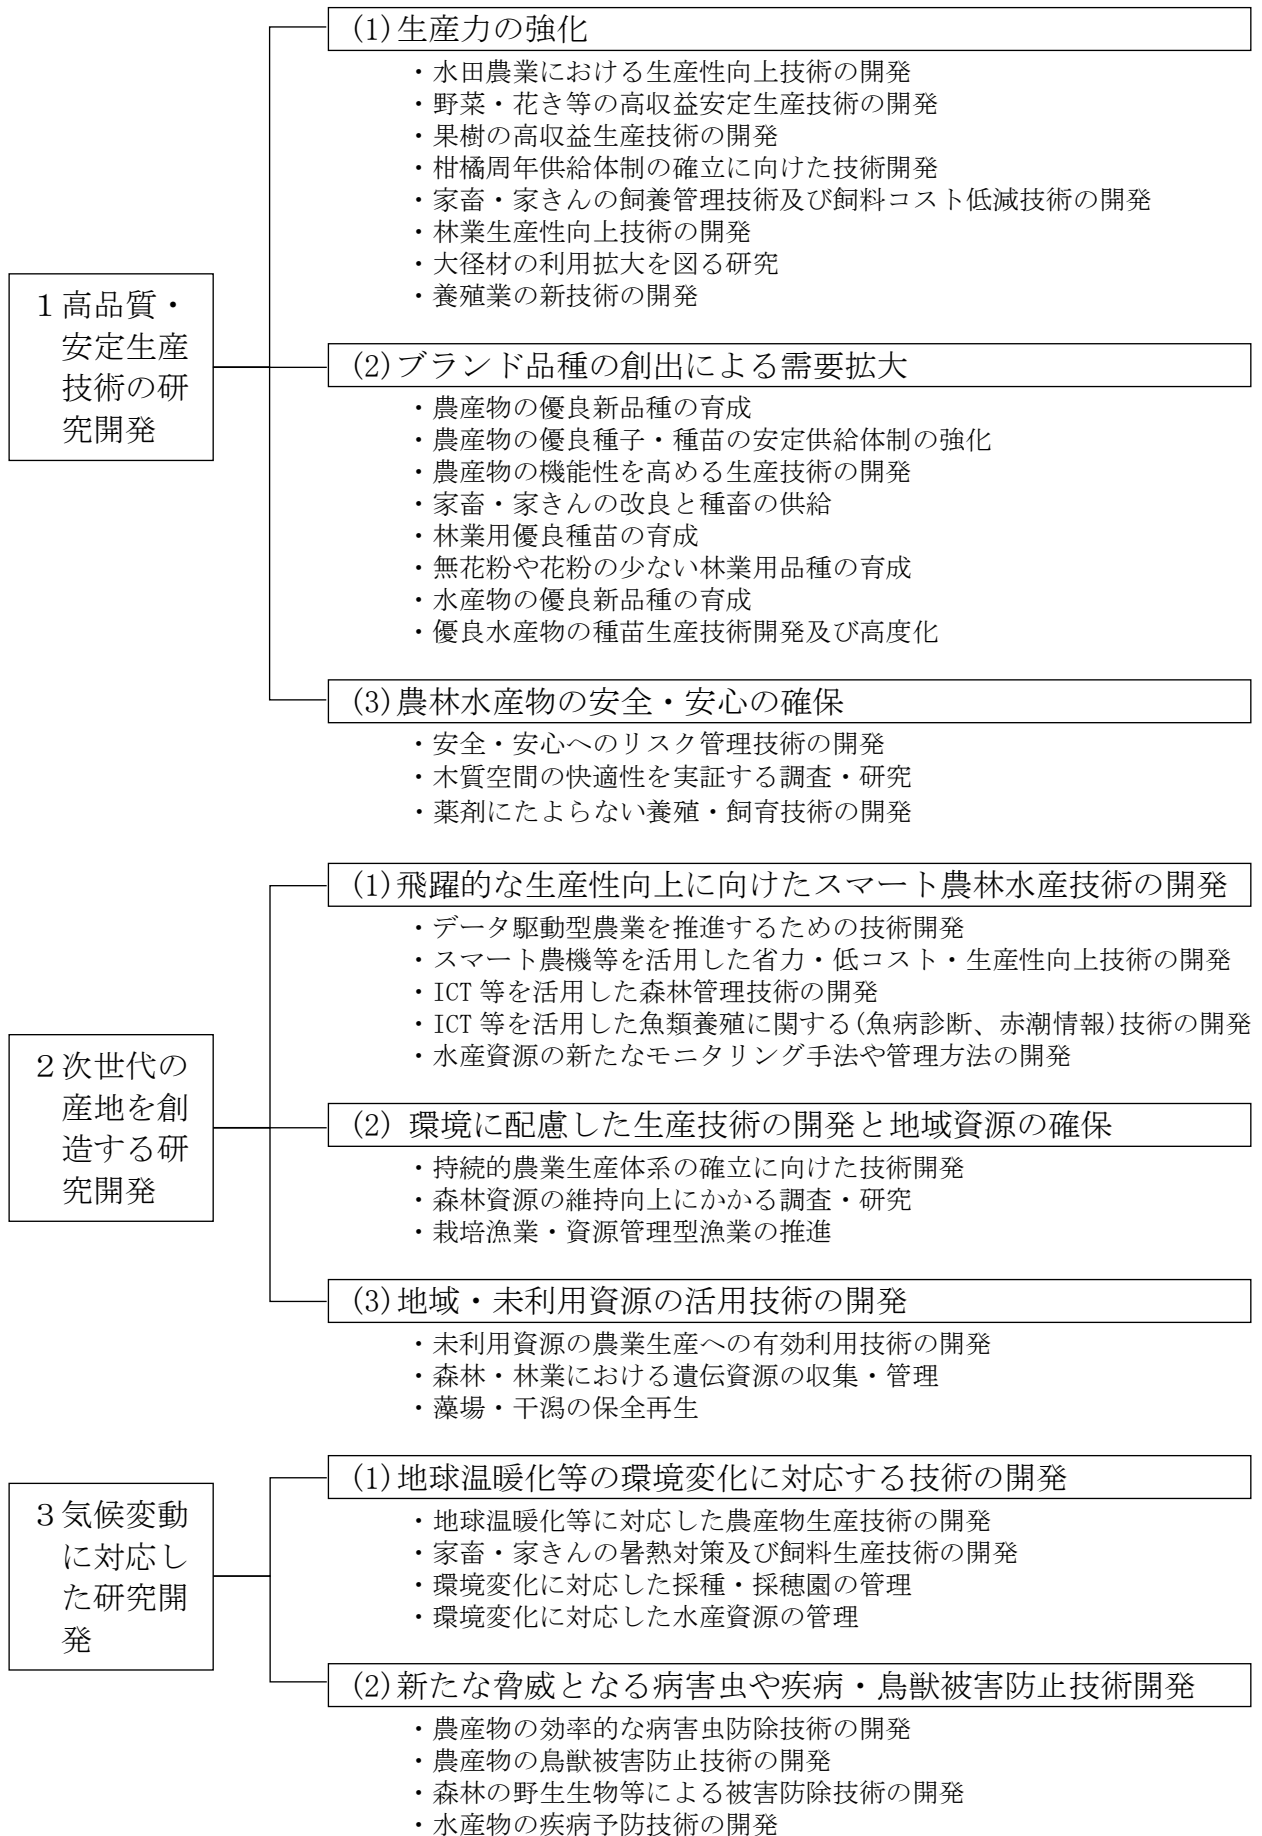 １高品質・
安定生産
技術の研
究開発
(1)生産力の強化
・水田農業における生産性向上技術の開発
・野菜・花き等の高収益安定生産技術の開発
・果樹の高収益生産技術の開発
・柑橘周年供給体制の確立に向けた技術開発
・家畜・家きんの飼養管理技術及び飼料コスト低減技術の開発
・林業生産性向上技術の開発
・大径材の利用拡大を図る研究
・養殖業の新技術の開発
(2)ブランド品種の創出による需要拡大
・農産物の優良新品種の育成
・農産物の優良種子・種苗の安定供給体制の強化
・農産物の機能性を高める生産技術の開発
・家畜・家きんの改良と種畜の供給
・林業用優良種苗の育成
・無花粉や花粉の少ない林業用品種の育成
・水産物の優良新品種の育成
・優良水産物の種苗生産技術開発及び高度化
(3)農林水産物の安全・安心の確保
・安全・安心へのリスク管理技術の開発
・木質空間の快適性を実証する調査・研究
・薬剤にたよらない養殖・飼育技術の開発
２次世代の
産地を創
造する研
究開発
(1)飛躍的な生産性向上に向けたスマート農林水産技術の開発
・データ駆動型農業を推進するための技術開発
・スマート農機等を活用した省力・低コスト・生産性向上技術の開発
・ICT 等を活用した森林管理技術の開発
・ICT 等を活用した魚類養殖に関する(魚病診断、赤潮情報)技術の開発
・水産資源の新たなモニタリング手法や管理方法の開発
(2) 環境に配慮した生産技術の開発と地域資源の確保
・持続的農業生産体系の確立に向けた技術開発
・森林資源の維持向上にかかる調査・研究
・栽培漁業・資源管理型漁業の推進
(3)地域・未利用資源の活用技術の開発
・未利用資源の農業生産への有効利用技術の開発
・森林・林業における遺伝資源の収集・管理
・藻場・干潟の保全再生
３気候変動
に対応し
た研究開
発
(1)地球温暖化等の環境変化に対応する技術の開発
・地球温暖化等に対応した農産物生産技術の開発
・家畜・家きんの暑熱対策及び飼料生産技術の開発
・環境変化に対応した採種・採穂園の管理
・環境変化に対応した水産資源の管理
(2)新たな脅威となる病害虫や疾病・鳥獣被害防止技術開発
・農産物の効率的な病害虫防除技術の開発
・農産物の鳥獣被害防止技術の開発
・森林の野生生物等による被害防除技術の開発
・水産物の疾病予防技術の開発